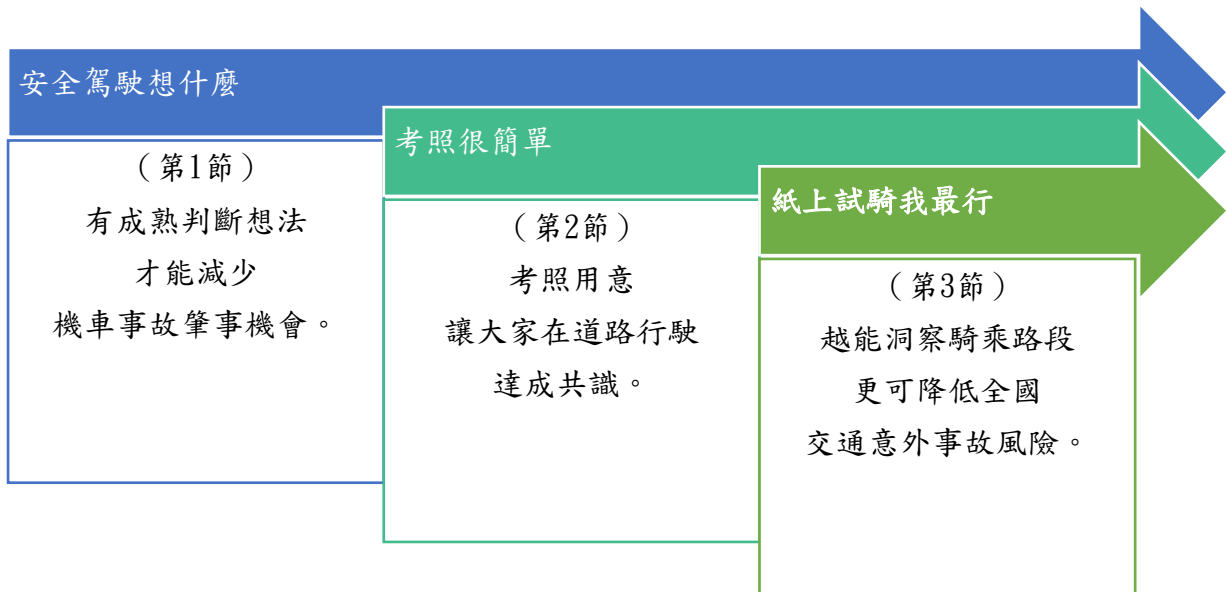 安全駕駛想什麼
（第1節）
有成熟判斷想法
才能減少
機車事故肇事機會。
考照很簡單
（第2節）
考照用意
讓大家在道路行駛
達成共識。
紙上試騎我最行
（第3節）
越能洞察騎乘路段
更可降低全國
交通意外事故風險。